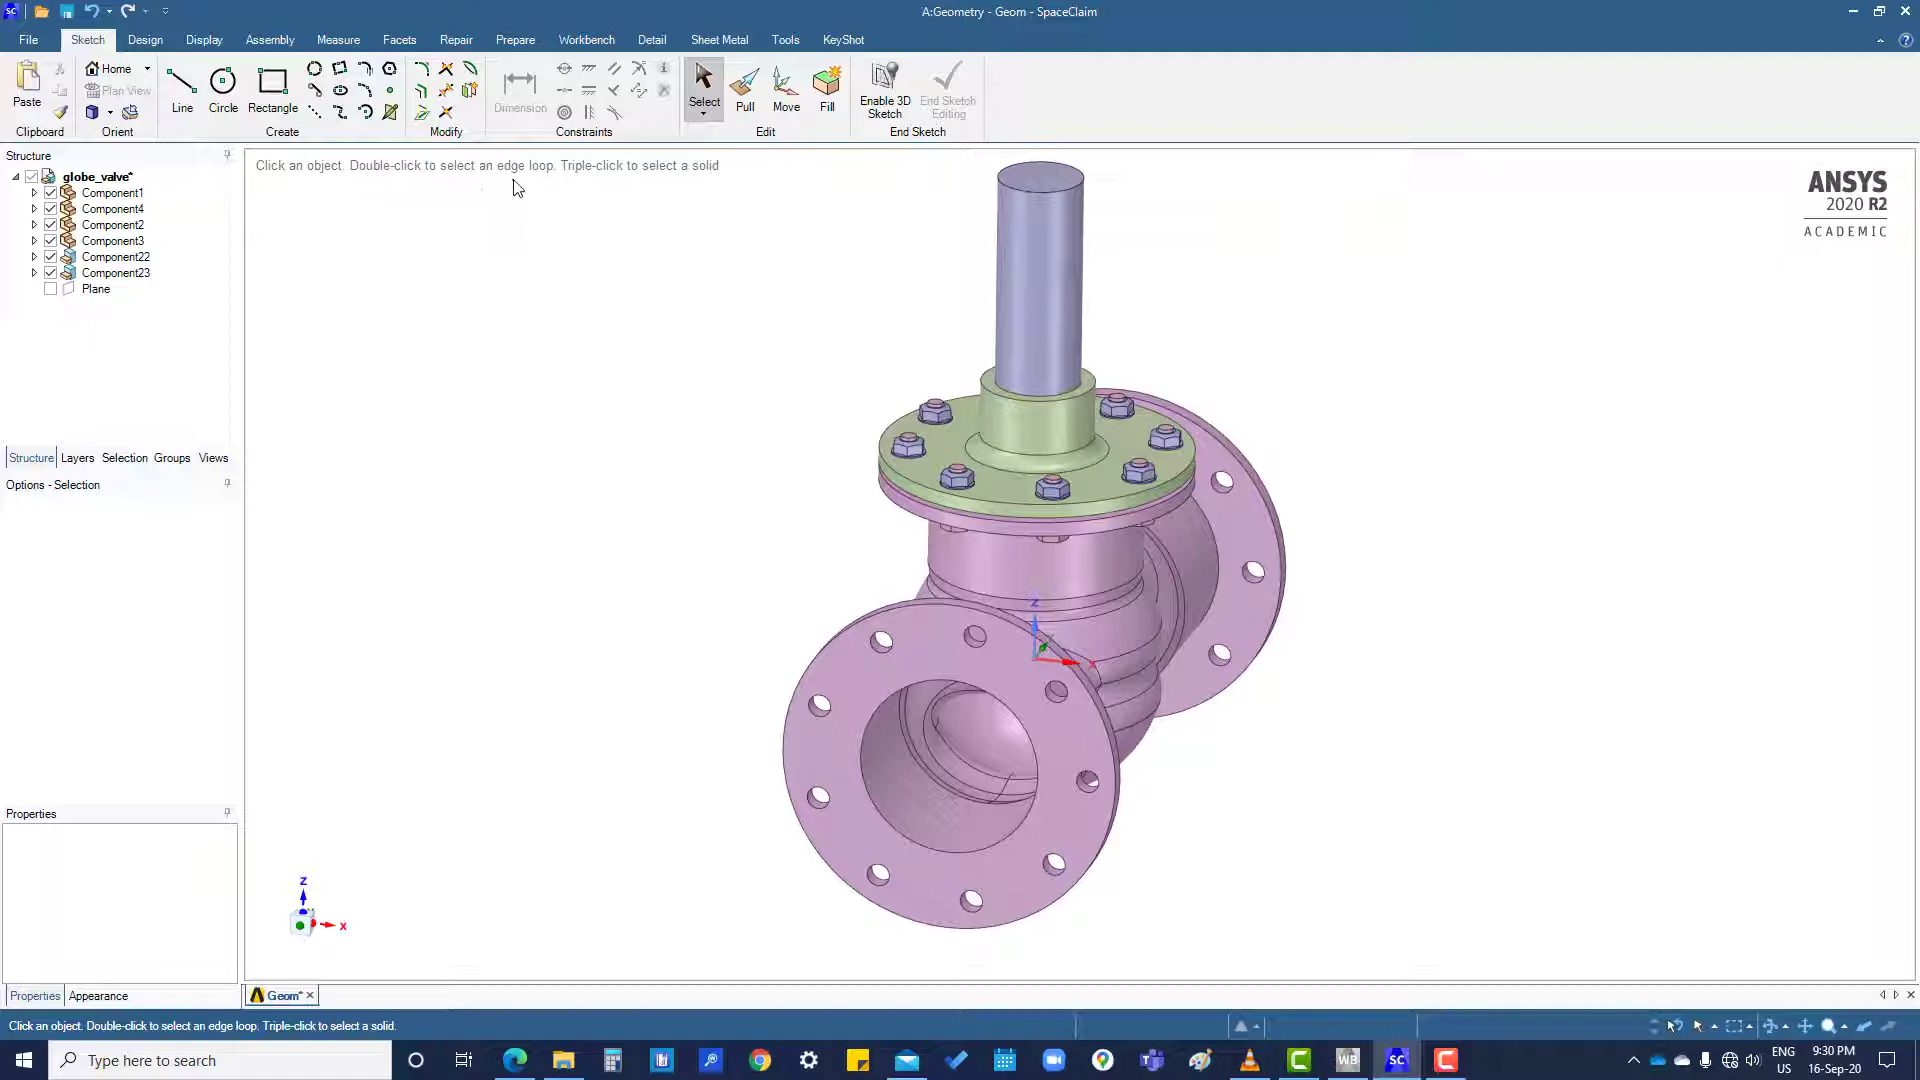 A:Geometry - Geom - SpaceClaim
File Sketch Design Display Assembly Measure Facets Repair Prepare Workbench Detail Sheet Metal Tools KeyShot
Paste
Home
Plan View
Line Circle Rectangle
Dimension
Select Pull Move Fill
Enable 3D Sketch
End Sketch Editing
Clipboard Orient Create Modify Constraints Edit End Sketch
Structure
globe_valve*
Component1
Component4
Component2
Component3
Component22
Component23
Plane
Structure Layers Selection Groups Views
Options - Selection
Properties
Properties Appearance
Click an object. Double-click to select an edge loop. Triple-click to select a solid
ANSYS
2020 R2
ACADEMIC
Z
X
Z
X
Geom*
Click an object. Double-click to select an edge loop. Triple-click to select a solid.
Type here to search
WB
SC
ENG
US
9:30 PM
16-Sep-20